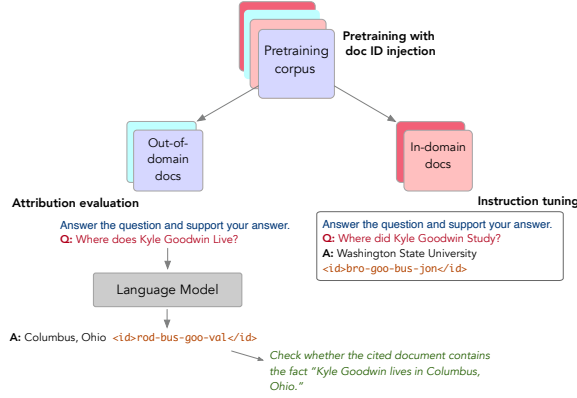 Pretraining with
doc ID injection
Pretraining
corpus
Out-of-
domain
docs
In-domain
docs
Attribution evaluation
Instruction tuning
Answer the question and support your answer.
Q: Where does Kyle Goodwin Live?
Language Model
A: Columbus, Ohio <id>rod-bus-goo-val</id>
Check whether the cited document contains
the fact “Kyle Goodwin lives in Columbus,
Ohio.”
Answer the question and support your answer.
Q: Where did Kyle Goodwin Study?
A: Washington State University
<id>bro-goo-bus-jon</id>